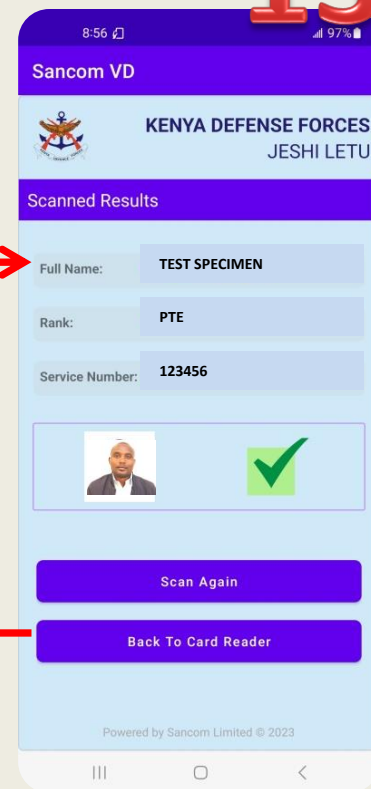 8:56
97%
Sancom VD
KENYA DEFENSE FORCES
JESHI LETU
Scanned Results
Full Name: TEST SPECIMEN
Rank: PTE
Service Number: 123456
Scan Again
Back To Card Reader
Powered by Sancom Limited © 2023